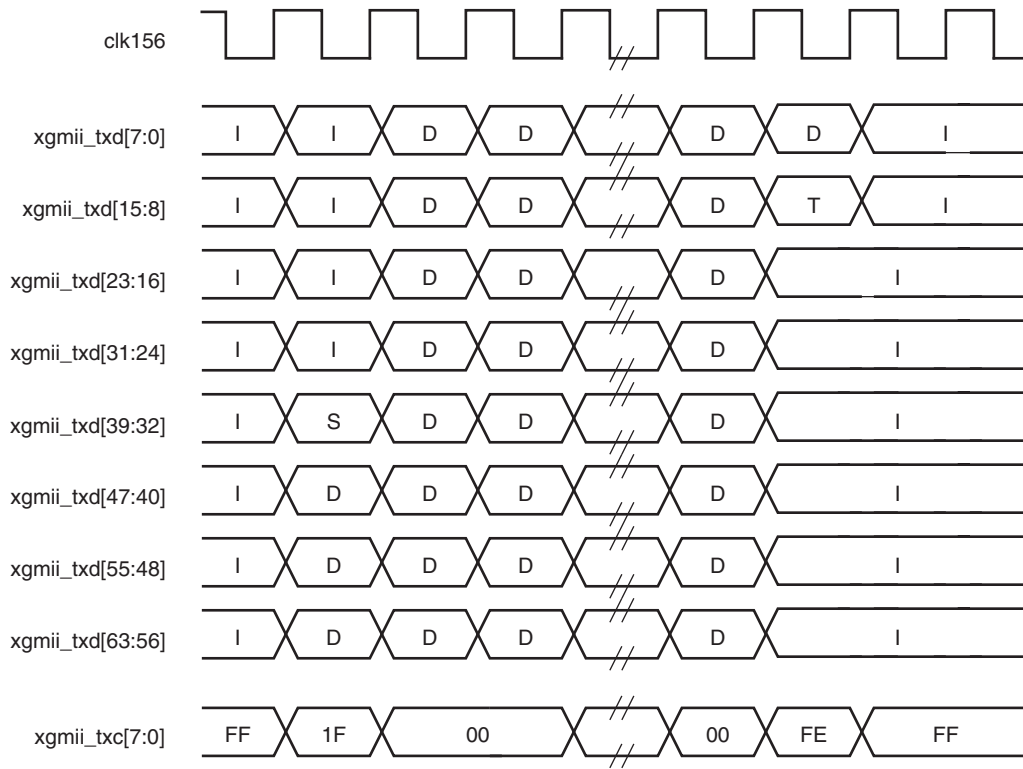 clk156
xgmii_txd[7:0] I I D D D D I
xgmii_txd[15:8] I I D D D T I
xgmii_txd[23:16] I I D D D I
xgmii_txd[31:24] I I D D D I
xgmii_txd[39:32] I S D D D I
xgmii_txd[47:40] I D D D D I
xgmii_txd[55:48] I D D D D I
xgmii_txd[63:56] I D D D D I
xgmii_txc[7:0] FF 1F 00 00 FE FF